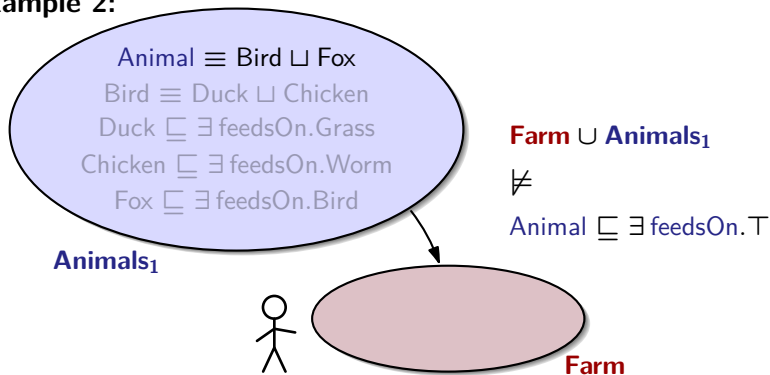 ample 2:
Animal ≡ Bird ⊔ Fox
Bird ≡ Duck ⊔ Chicken
Duck ⊑ ∃ feedsOn.Grass
Chicken ⊑ ∃ feedsOn.Worm
Fox ⊑ ∃ feedsOn.Bird
Animals₁
Farm ∪ Animals₁
⊭
Animal ⊑ ∃ feedsOn.⊤
Farm